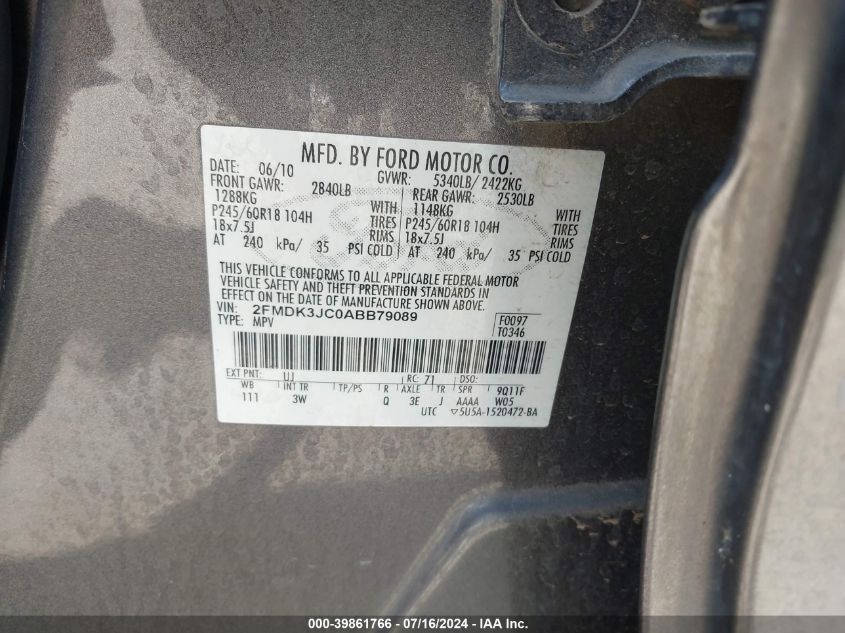 MFD. BY FORD MOTOR CO.
DATE: 06/10 GVWR: 5340LB/ 2422KG
FRONT GAWR: 2840LB REAR GAWR: 2530LB
1288KG WITH 1148KG WITH
P245/60R18 104H TIRES P245/60R18 104H TIRES
18x7.5J RIMS 18x7.5J RIMS
AT 240 kPa/ 35 PSI COLD AT 240 kPa/ 35 PSI COLD
THIS VEHICLE CONFORMS TO ALL APPLICABLE FEDERAL MOTOR
VEHICLE SAFETY AND THEFT PREVENTION STANDARDS IN
EFFECT ON THE DATE OF MANUFACTURE SHOWN ABOVE.
VIN: 2FMDK3JC0ABB79089 F0097
TYPE: MPV T0346
EXT PNT: UJ RC: 71 DSO:
WB INT TR TP/PS R AXLE TR SPR 9Q11F
111 3W Q 3E J AAAA W05
UTC ▽5U5A-1520472-BA
000-39861766 - 07/16/2024 - IAA Inc.